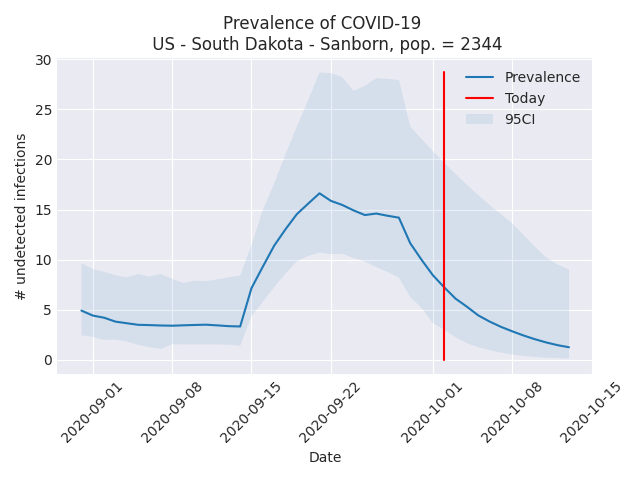 Prevalence of COVID-19
US - South Dakota - Sanborn, pop. = 2344
# undetected infections
30
25
20
15
10
5
0
Prevalence
Today
95CI
2020-09-01
2020-09-08
2020-09-15
2020-09-22
2020-10-01
2020-10-08
2020-10-15
Date